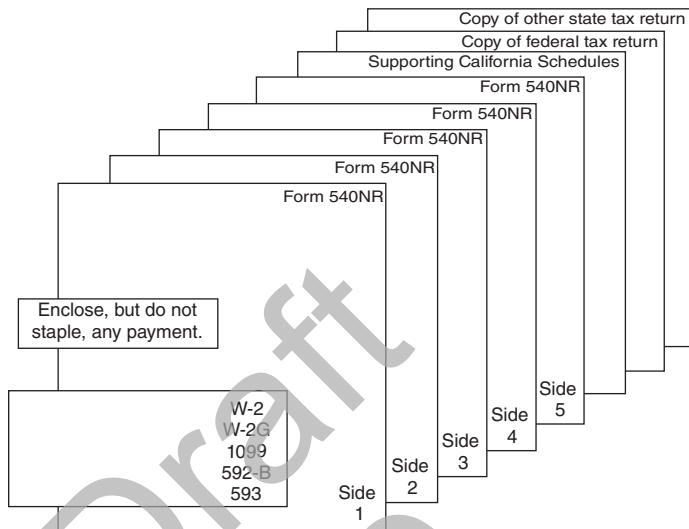 Copy of other state tax return
Copy of federal tax return
Supporting California Schedules
Form 540NR
Form 540NR
Form 540NR
Form 540NR
Form 540NR
Enclose, but do not
staple, any payment.
W-2
W-2G
1099
592-B
593
Side
1
Side
2
Side
3
Side
4
Side
5
Draft